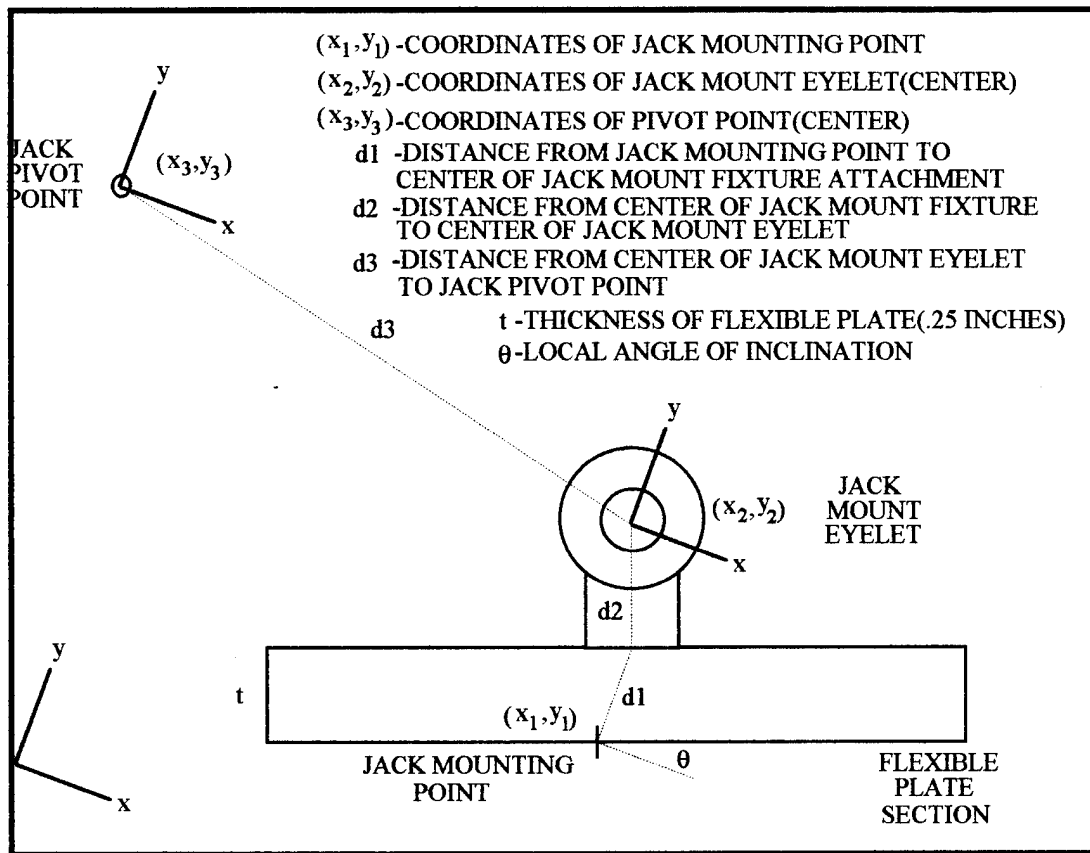 (x₁,y₁)-COORDINATES OF JACK MOUNTING POINT
(x₂,y₂)-COORDINATES OF JACK MOUNT EYELET(CENTER)
(x₃,y₃)-COORDINATES OF PIVOT POINT(CENTER)
d1 -DISTANCE FROM JACK MOUNTING POINT TO
CENTER OF JACK MOUNT FIXTURE ATTACHMENT
d2 -DISTANCE FROM CENTER OF JACK MOUNT FIXTURE
TO CENTER OF JACK MOUNT EYELET
d3 -DISTANCE FROM CENTER OF JACK MOUNT EYELET
TO JACK PIVOT POINT
t -THICKNESS OF FLEXIBLE PLATE(.25 INCHES)
θ-LOCAL ANGLE OF INCLINATION
y
JACK
PIVOT
POINT
(x₃,y₃)
x
d3
y
(x₂,y₂)
JACK
MOUNT
EYELET
x
d2
y
t
d1
(x₁,y₁)
θ
x
JACK MOUNTING
POINT
FLEXIBLE
PLATE
SECTION